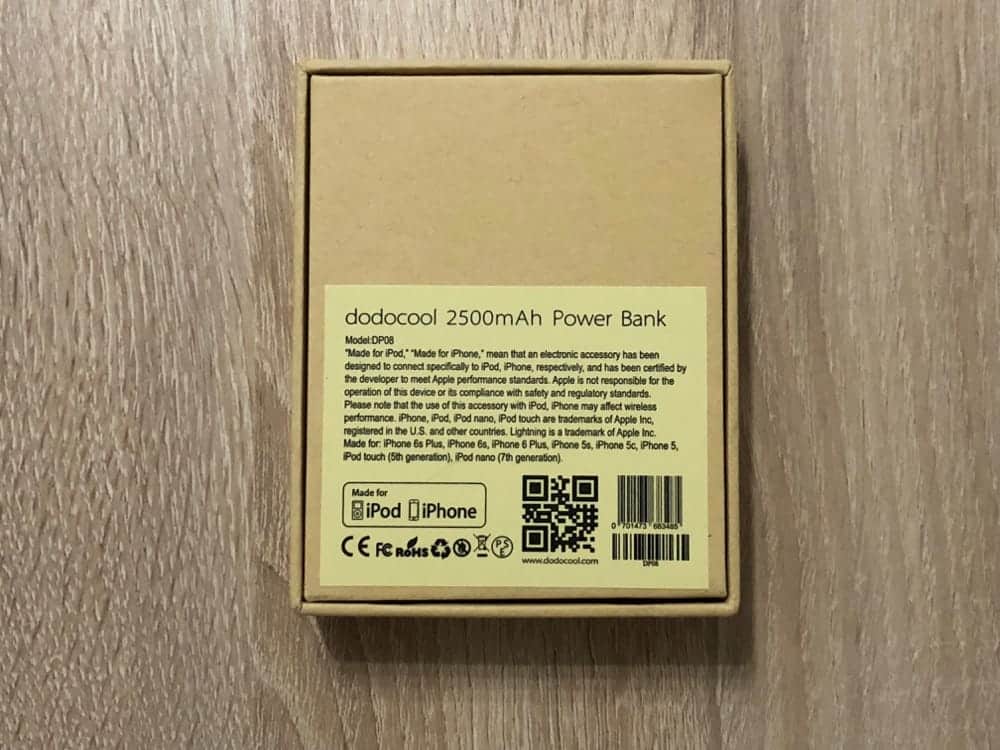 dodocool 2500mAh Power Bank
Model:DP08
"Made for iPod," "Made for iPhone," mean that an electronic accessory has been
designed to connect specifically to iPod, iPhone, respectively, and has been certified by
the developer to meet Apple performance standards. Apple is not responsible for the
operation of this device or its compliance with safety and regulatory standards.
Please note that the use of this accessory with iPod, iPhone may affect wireless
performance. iPhone, iPod, iPod nano, iPod touch are trademarks of Apple Inc,
registered in the U.S. and other countries. Lightning is a trademark of Apple Inc.
Made for: iPhone 6s Plus, iPhone 6s, iPhone 6 Plus, iPhone 5s, iPhone 5c, iPhone 5,
iPod touch (5th generation), iPod nano (7th generation).
Made for
iPod iPhone
CE FC RoHS PSE
www.dodocool.com
0 701473 683485
DP08